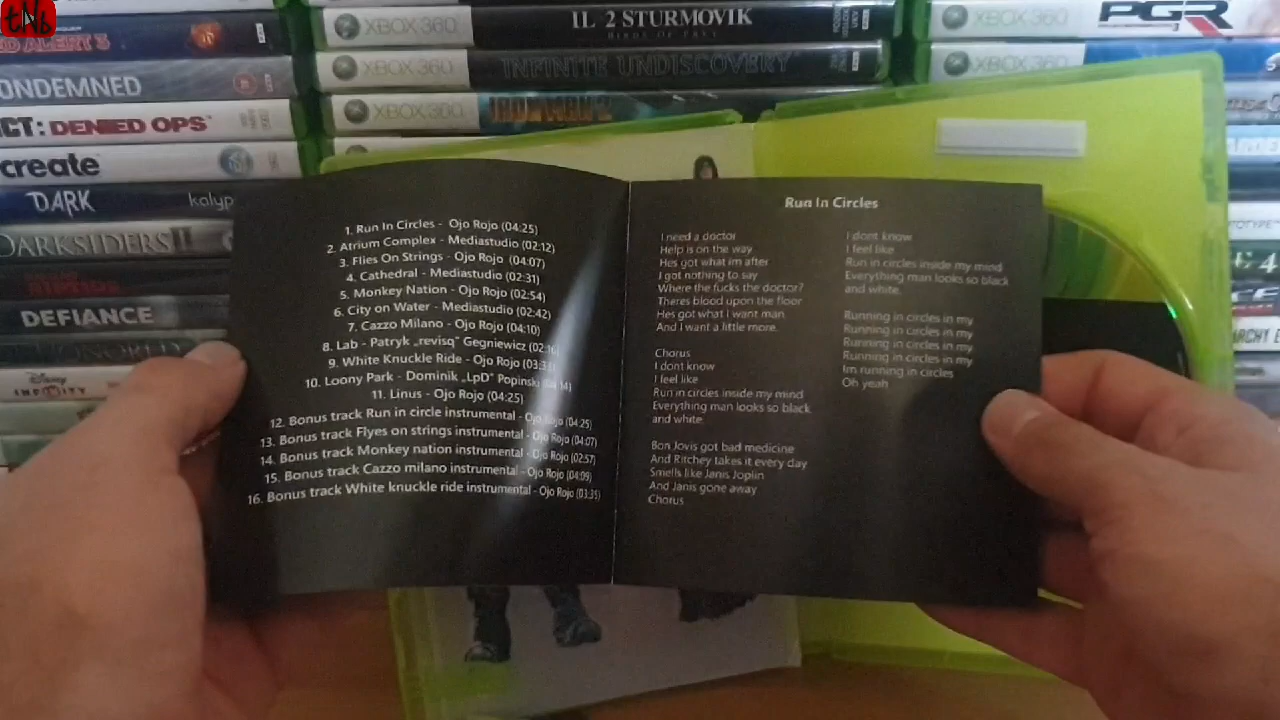 tNb
RED ALERT 3
CONDEMNED
CT: DENIED OPS
create
DARK
kalyp
DARKSIDERS II
DEFIANCE
Disney
INFINITY
XBOX 360
IL 2 STURMOVIK
BIRDS OF PREY
XBOX 360
INFINITE UNDISCOVERY
XBOX 360
IRON MAN 2
XBOX 360
PGR
XBOX 360
1. Run In Circles - Ojo Rojo (04:25)
2. Atrium Complex - Mediastudio (02:12)
3. Flies On Strings - Ojo Rojo (04:07)
4. Cathedral - Mediastudio (02:31)
5. Monkey Nation - Ojo Rojo (02:54)
6. City on Water - Mediastudio (02:42)
7. Cazzo Milano - Ojo Rojo (04:10)
8. Lab - Patryk „revisq" Gegniewicz (02:16)
9. White Knuckle Ride - Ojo Rojo (03:33)
10. Loony Park - Dominik „LpD" Popinski
11. Linus - Ojo Rojo (04:25)
12. Bonus track Run in circle instrumental - Ojo Rojo (04:25)
13. Bonus track Flyes on strings instrumental - Ojo Rojo (04:07)
14. Bonus track Monkey nation instrumental - Ojo Rojo (02:57)
15. Bonus track Cazzo milano instrumental - Ojo Rojo (04:09)
16. Bonus track White knuckle ride instrumental - Ojo Rojo (03:35)
Run In Circles
I need a doctor
Help is on the way
Hes got what im after
I got nothing to say
Where the fucks the doctor?
Theres blood upon the floor
Hes got what I want man
And I want a little more.
Chorus
I dont know
I feel like
Run in circles inside my mind
Everything man looks so black
and white.
Bon Jovis got bad medicine
And Ritchey takes it every day
Smells like Janis Joplin
And Janis gone away
Chorus
I dont know
I feel like
Run in circles inside my mind
Everything man looks so black
and white.
Running in circles in my
Running in circles in my
Running in circles in my
Running in circles in my
Im running in circles
Oh yeah